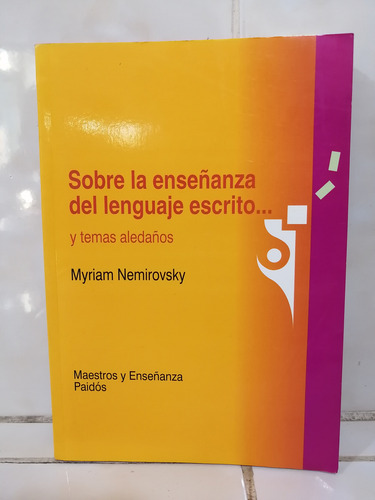 Sobre la enseñanza
del lenguaje escrito...
y temas aledaños
Myriam Nemirovsky
Maestros y Enseñanza
Paidós